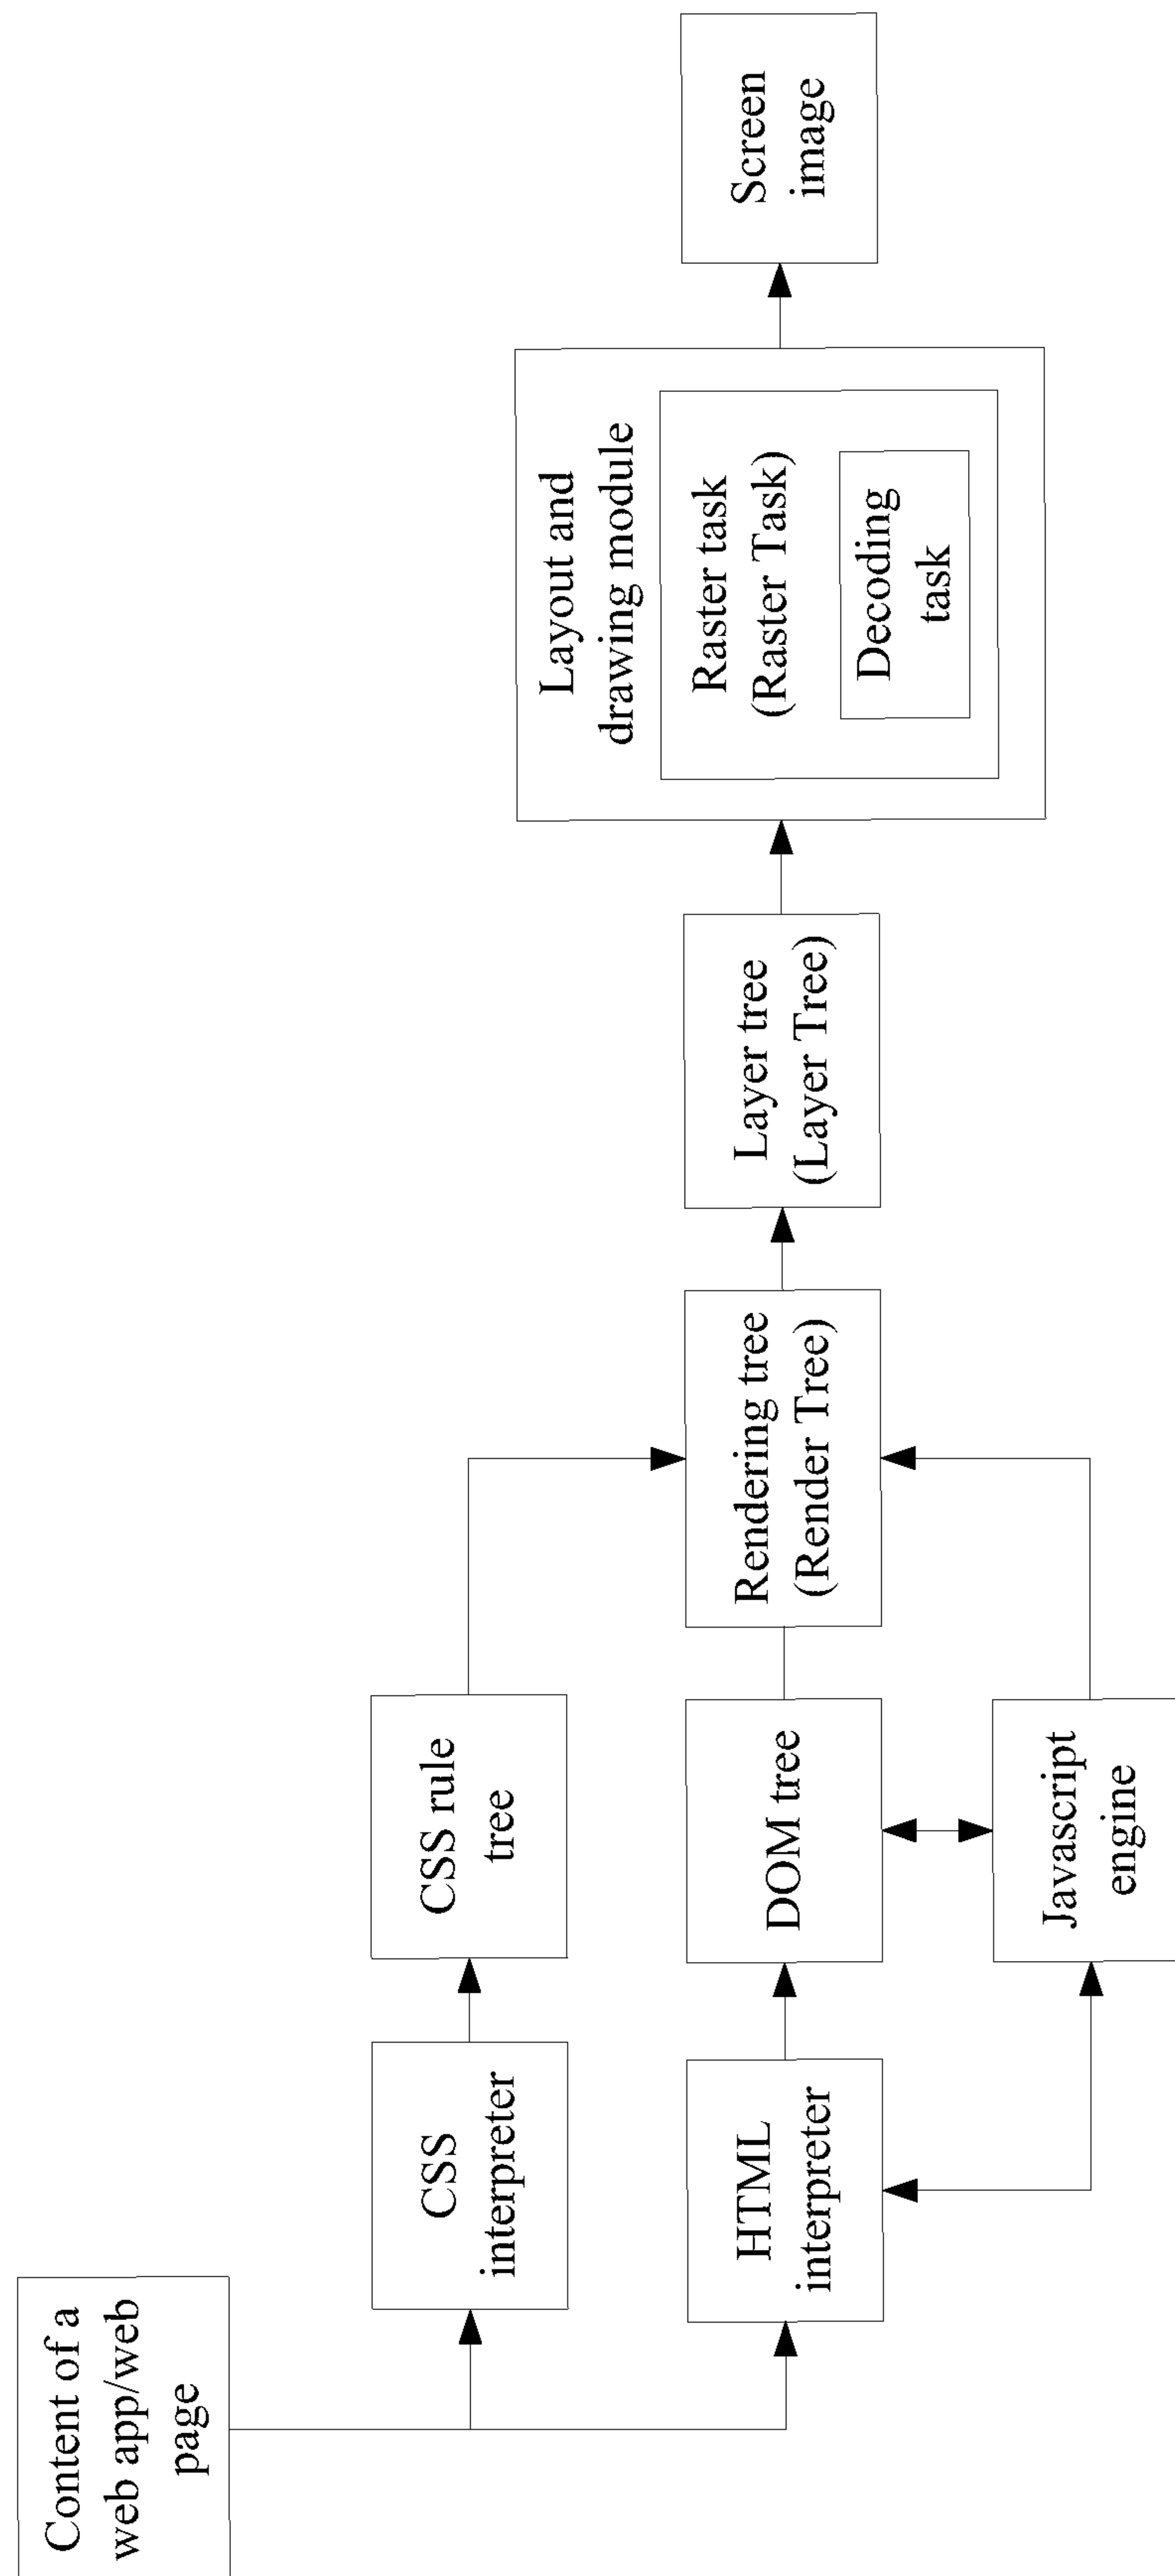 Content of a
web app/web
page
CSS
interpreter
CSS rule
tree
HTML
interpreter
DOM tree
Javascript
engine
Rendering tree
(Render Tree)
Layer tree
(Layer Tree)
Layout and
drawing module
Raster task
(Raster Task)
Decoding
task
Screen
image